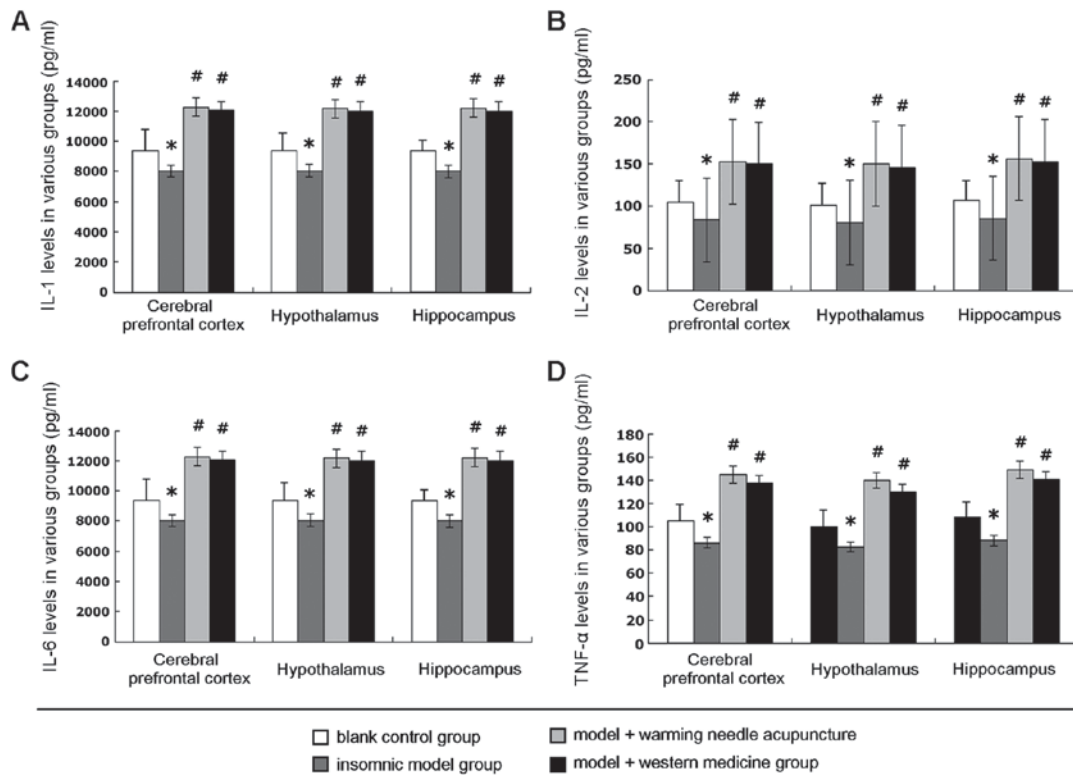 A
IL-1 levels in various groups (pg/ml)
14000
12000
10000
8000
6000
4000
2000
0
# #
*
# #
*
# #
*
Cerebral
prefrontal cortex
Hypothalamus
Hippocampus
B
IL-2 levels in various groups (pg/ml)
250
200
150
100
50
0
# #
*
# #
*
# #
*
Cerebral
prefrontal cortex
Hypothalamus
Hippocampus
C
IL-6 levels in various groups (pg/ml)
14000
12000
10000
8000
6000
4000
2000
0
# #
*
# #
*
# #
*
Cerebral
prefrontal cortex
Hypothalamus
Hippocampus
D
TNF-α levels in various groups (pg/ml)
180
160
140
120
100
80
60
40
20
0
# #
*
# #
*
# #
*
Cerebral
prefrontal cortex
Hypothalamus
Hippocampus
blank control group
insomnic model group
model + warming needle acupuncture
model + western medicine group